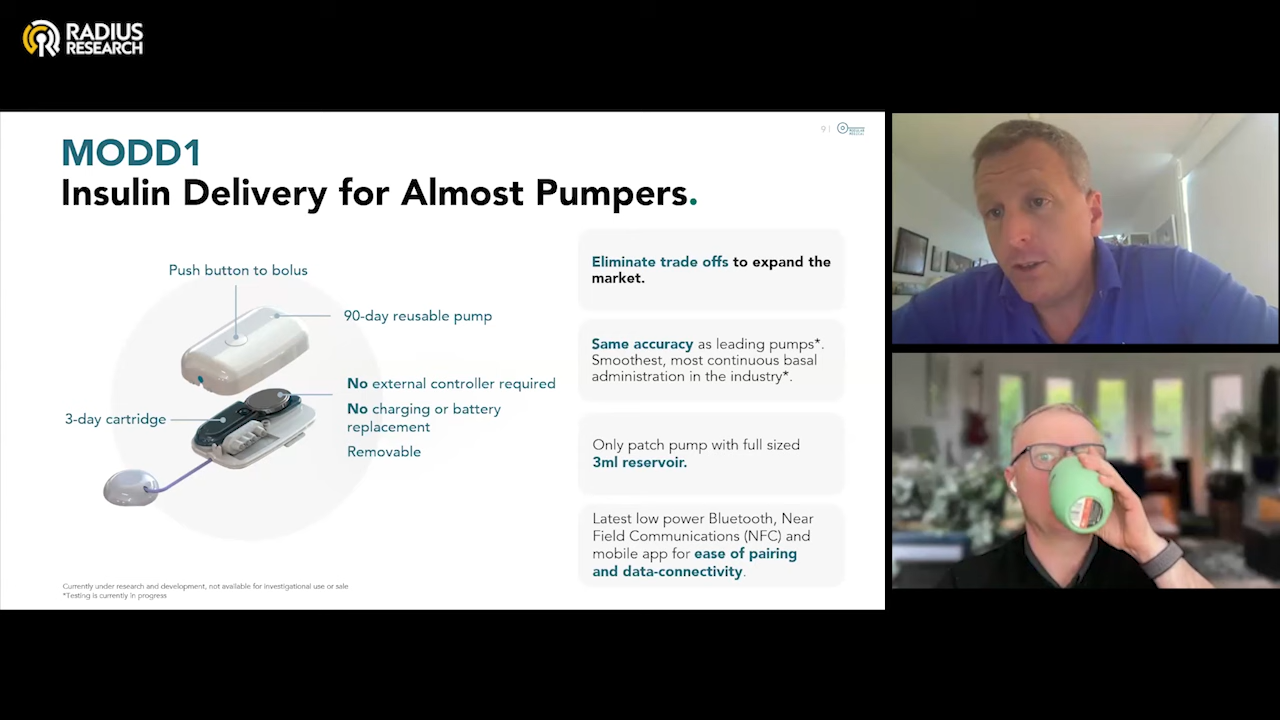 RADIUS
RESEARCH
9 |
MODD1
Insulin Delivery for Almost Pumpers.
Push button to bolus
90-day reusable pump
No external controller required
No charging or battery
replacement
Removable
3-day cartridge
Eliminate trade offs to expand the
market.
Same accuracy as leading pumps*.
Smoothest, most continuous basal
administration in the industry*.
Only patch pump with full sized
3ml reservoir.
Latest low power Bluetooth, Near
Field Communications (NFC) and
mobile app for ease of pairing
and data-connectivity.
Currently under research and development, not available for investigational use or sale
*Testing is currently in progress